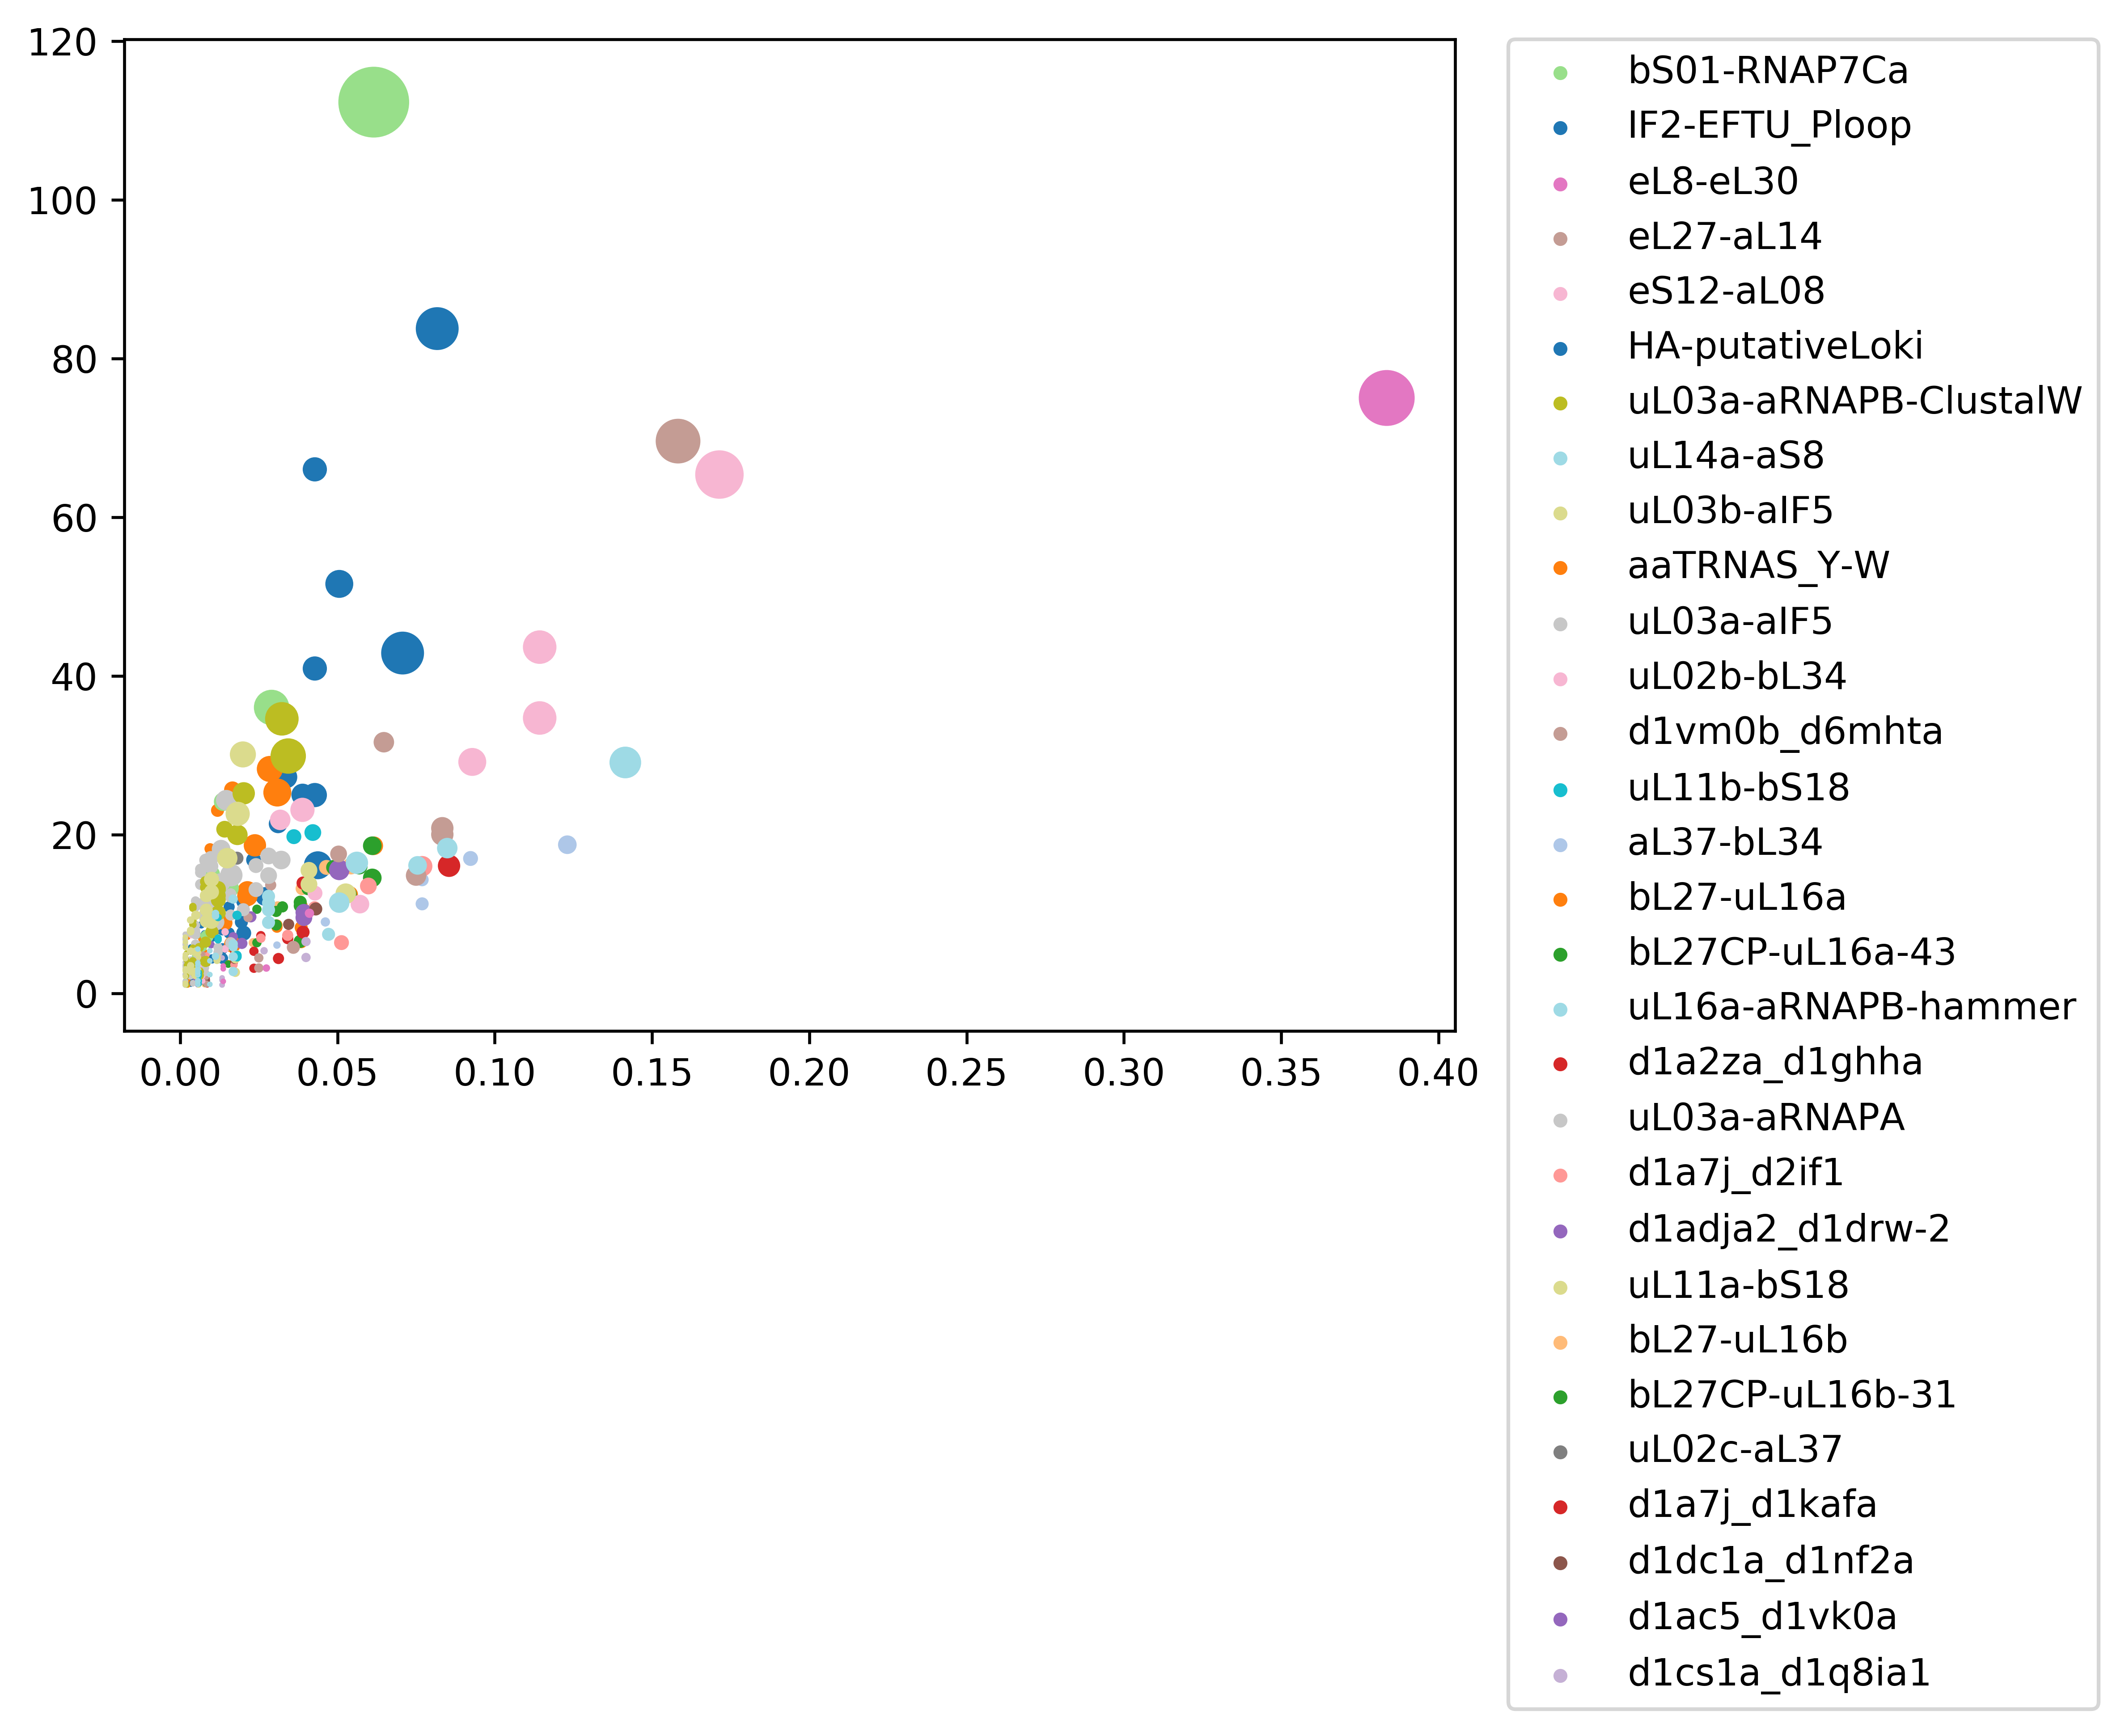 120
100
80
60
40
20
0
0.00 0.05 0.10 0.15 0.20 0.25 0.30 0.35 0.40
bS01-RNAP7Ca
IF2-EFTU_Ploop
eL8-eL30
eL27-aL14
eS12-aL08
HA-putativeLoki
uL03a-aRNAPB-ClustalW
uL14a-aS8
uL03b-aIF5
aaTRNAS_Y-W
uL03a-aIF5
uL02b-bL34
d1vm0b_d6mhta
uL11b-bS18
aL37-bL34
bL27-uL16a
bL27CP-uL16a-43
uL16a-aRNAPB-hammer
d1a2za_d1ghha
uL03a-aRNAPA
d1a7j_d2if1
d1adja2_d1drw-2
uL11a-bS18
bL27-uL16b
bL27CP-uL16b-31
uL02c-aL37
d1a7j_d1kafa
d1dc1a_d1nf2a
d1ac5_d1vk0a
d1cs1a_d1q8ia1